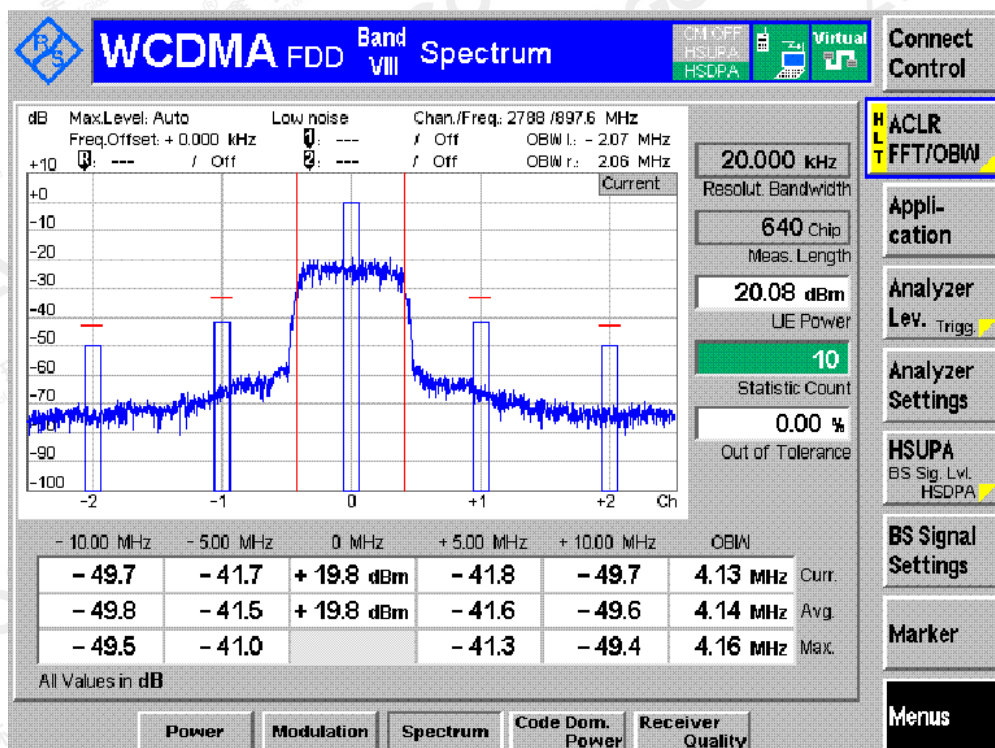 R S
WCDMA FDD Band VIII Spectrum
CM OFF
HSUPA
HSDPA
Virtual
Connect Control
dB Max.Level: Auto Low noise Chan./Freq.: 2788 /897.6 MHz
Freq.Offset: + 0.000 kHz 1: --- / Off OBW l.: - 2.07 MHz
+10 R: --- / Off 2: --- / Off OBW r.: 2.06 MHz
Current
+0
-10
-20
-30
-40
-50
-60
-70
-90
-100
-2 -1 0 +1 +2 Ch
20.000 kHz
Resolut. Bandwidth
640 Chip
Meas. Length
20.08 dBm
UE Power
10
Statistic Count
0.00 %
Out of Tolerance
- 10.00 MHz - 5.00 MHz 0 MHz + 5.00 MHz + 10.00 MHz OBW
- 49.7 - 41.7 + 19.8 dBm - 41.8 - 49.7 4.13 MHz Curr.
- 49.8 - 41.5 + 19.8 dBm - 41.6 - 49.6 4.14 MHz Avg.
- 49.5 - 41.0 - 41.3 - 49.4 4.16 MHz Max.
All Values in dB
HLT
ACLR
FFT/OBW
Appli-
cation
Analyzer
Lev. Trigg.
Analyzer
Settings
HSUPA
BS Sig. Lvl.
HSDPA
BS Signal
Settings
Marker
Menus
Power
Modulation
Spectrum
Code Dom.
Power
Receiver
Quality